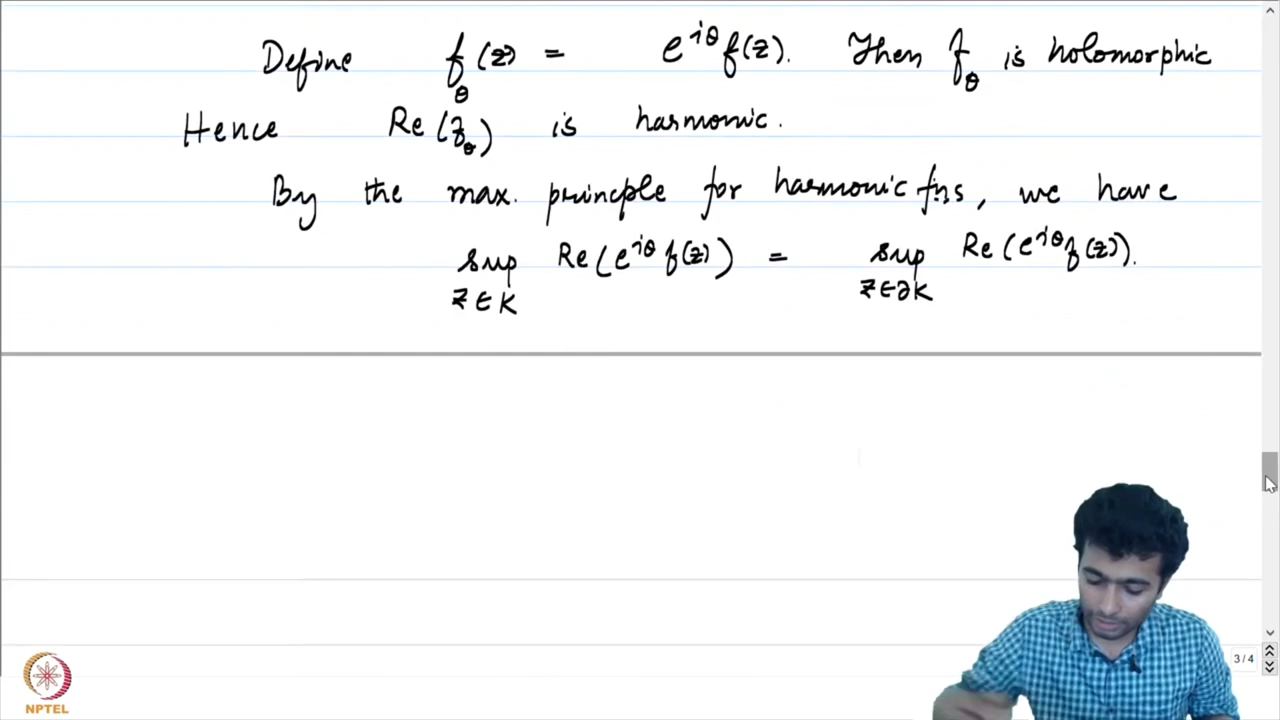 Define f_θ(z) = e^{iθ} f(z). Then f_θ is holomorphic
Hence Re(f_θ) is harmonic.
By the max. principle for harmonic fns, we have
sup_{z∈K} Re(e^{iθ} f(z)) = sup_{z∈∂K} Re(e^{iθ} f(z)).
3 / 4
NPTEL